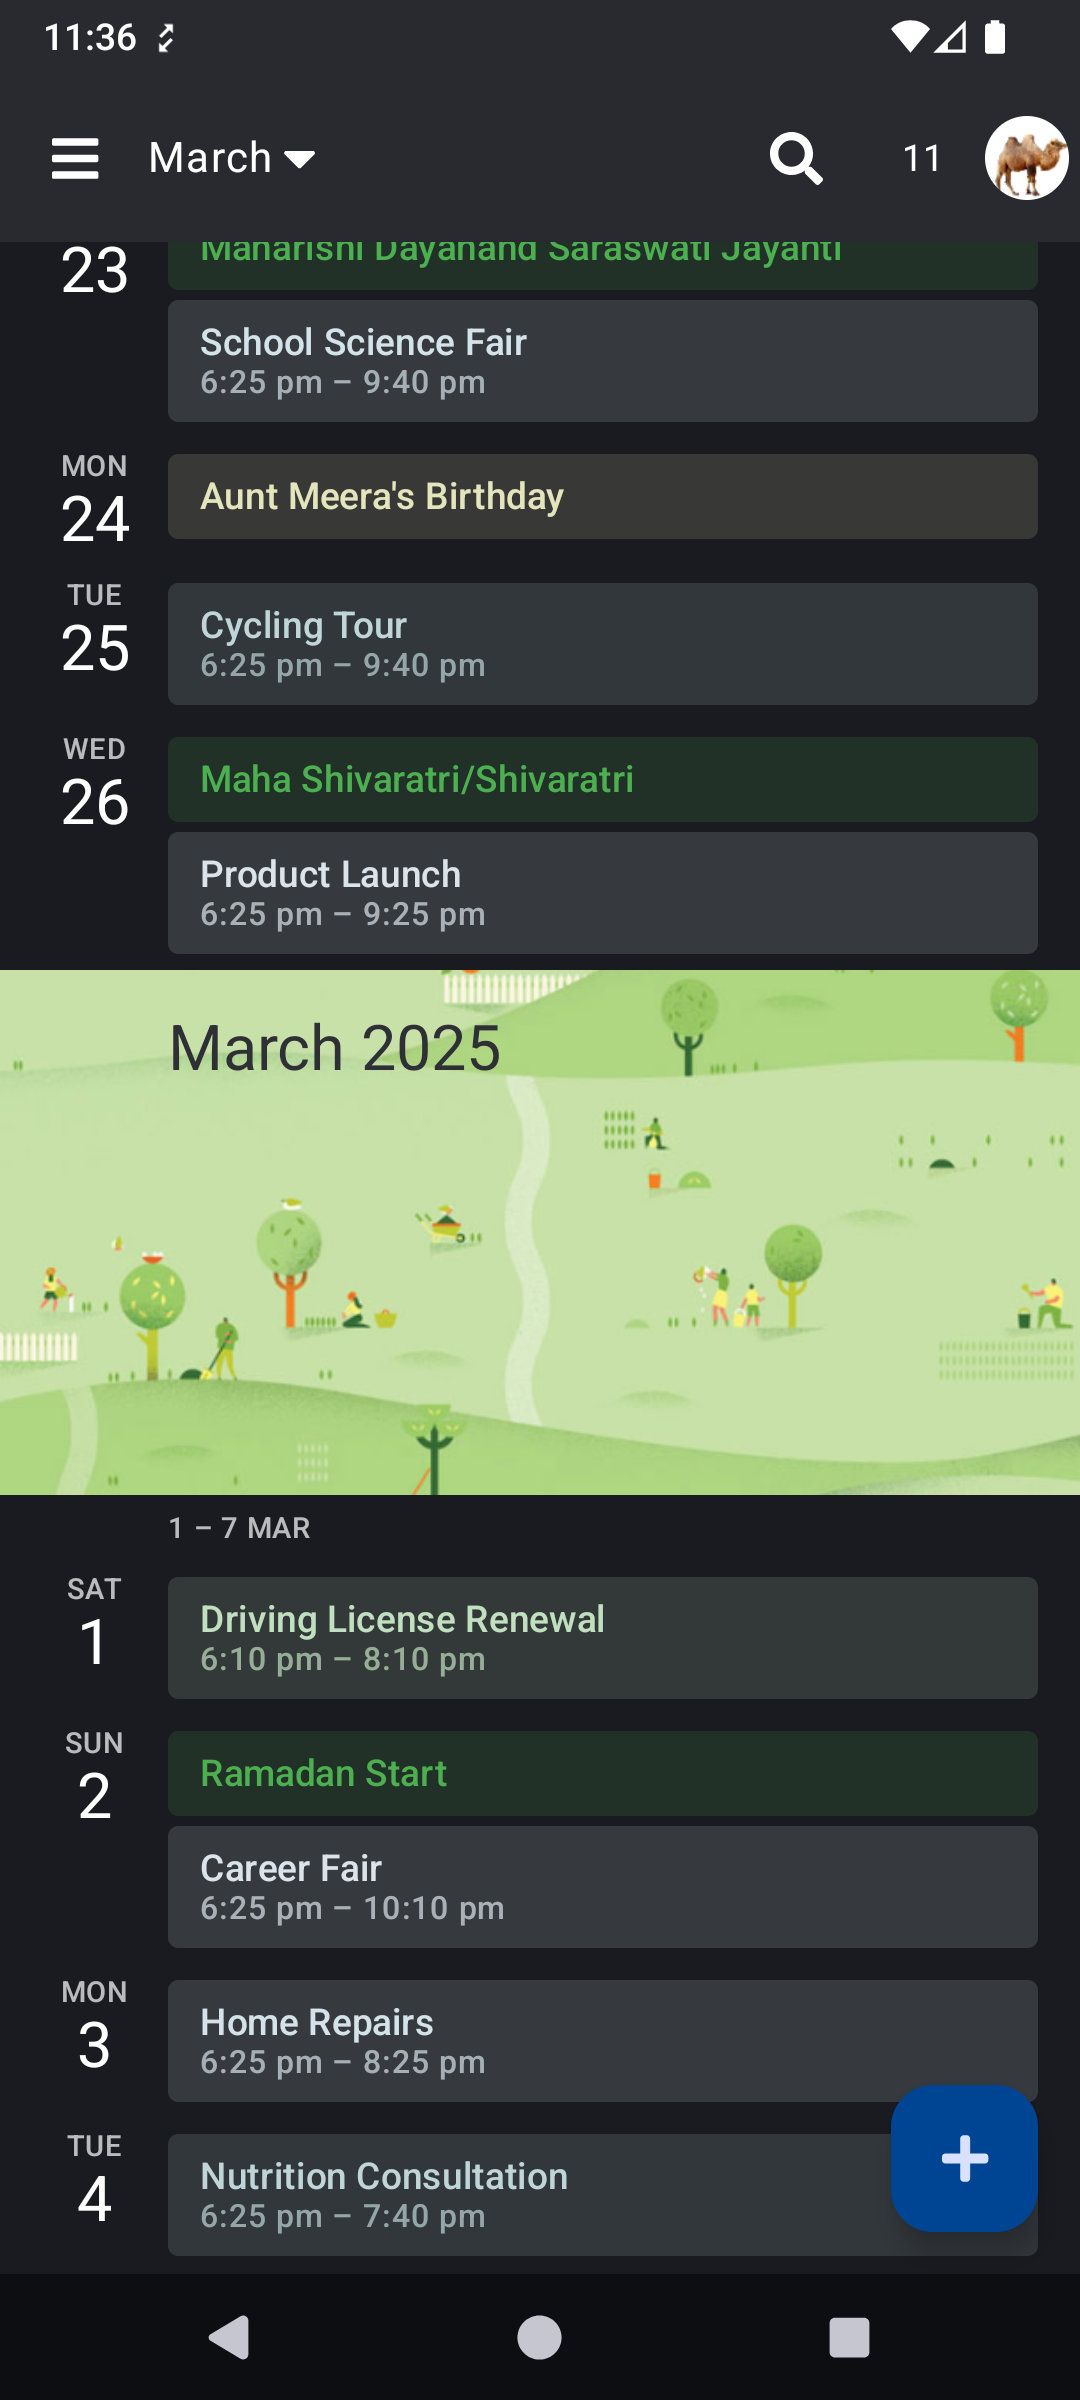 11:36
March
11
23
Maharishi Dayanand Saraswati Jayanti
School Science Fair
6:25 pm – 9:40 pm
MON
24
Aunt Meera's Birthday
TUE
25
Cycling Tour
6:25 pm – 9:40 pm
WED
26
Maha Shivaratri/Shivaratri
Product Launch
6:25 pm – 9:25 pm
March 2025
1 – 7 MAR
SAT
1
Driving License Renewal
6:10 pm – 8:10 pm
SUN
2
Ramadan Start
Career Fair
6:25 pm – 10:10 pm
MON
3
Home Repairs
6:25 pm – 8:25 pm
TUE
4
Nutrition Consultation
6:25 pm – 7:40 pm